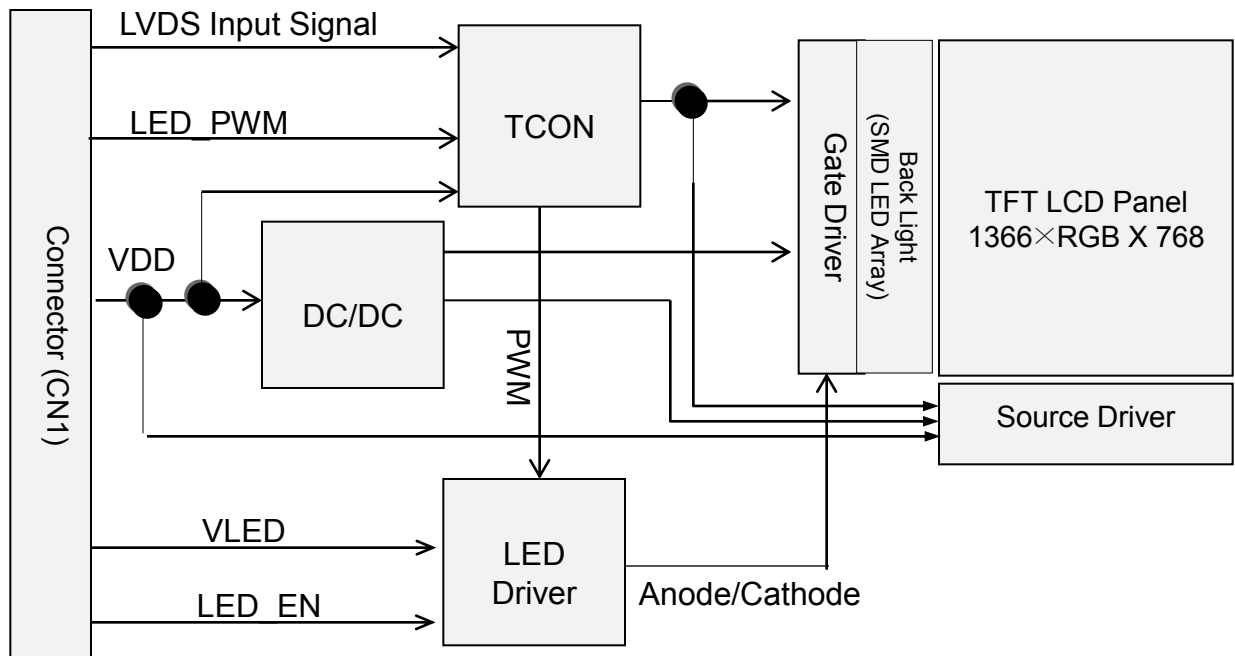 LVDS Input Signal
LED_PWM
TCON
Connector (CN1)
VDD
DC/DC
PWM
Gate Driver
Back Light
(SMD LED Array)
TFT LCD Panel
1366×RGB X 768
Source Driver
VLED
LED_EN
LED
Driver
Anode/Cathode